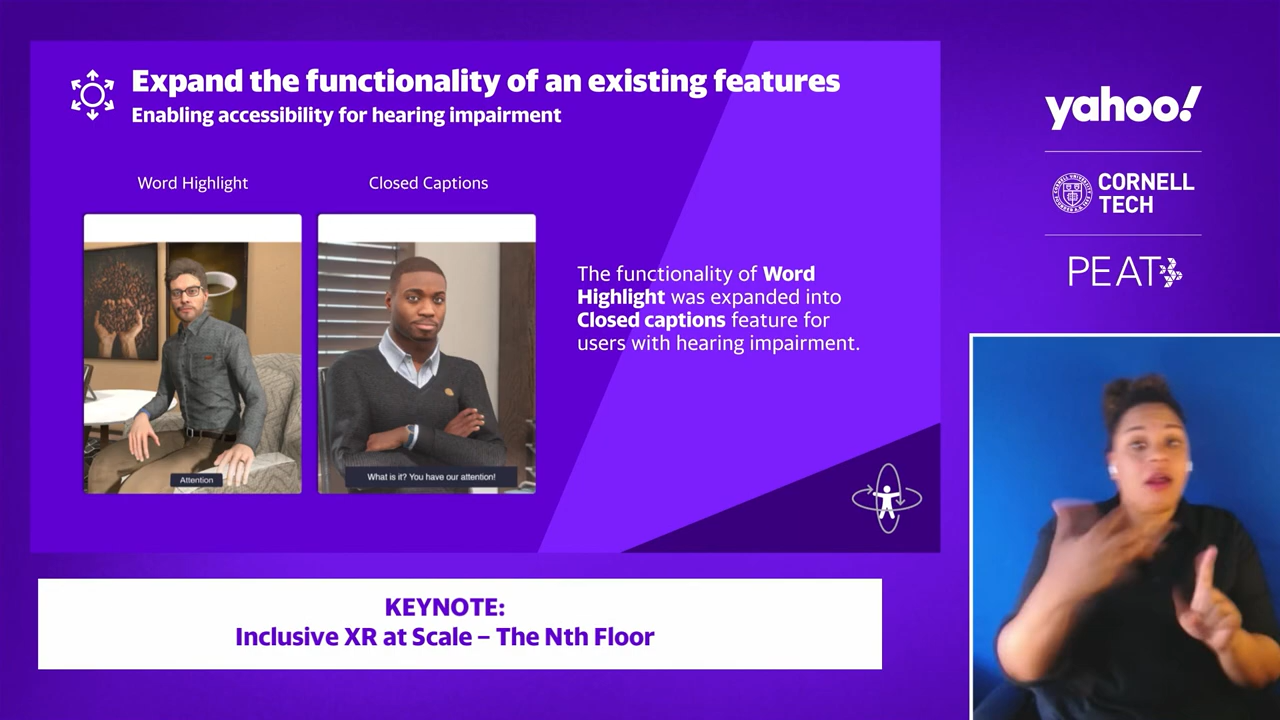 Expand the functionality of an existing features
Enabling accessibility for hearing impairment
Word Highlight
Closed Captions
Attention
What is it? You have our attention!
The functionality of Word
Highlight was expanded into
Closed captions feature for
users with hearing impairment.
KEYNOTE:
Inclusive XR at Scale – The Nth Floor
yahoo!
CORNELL
TECH
PEAT